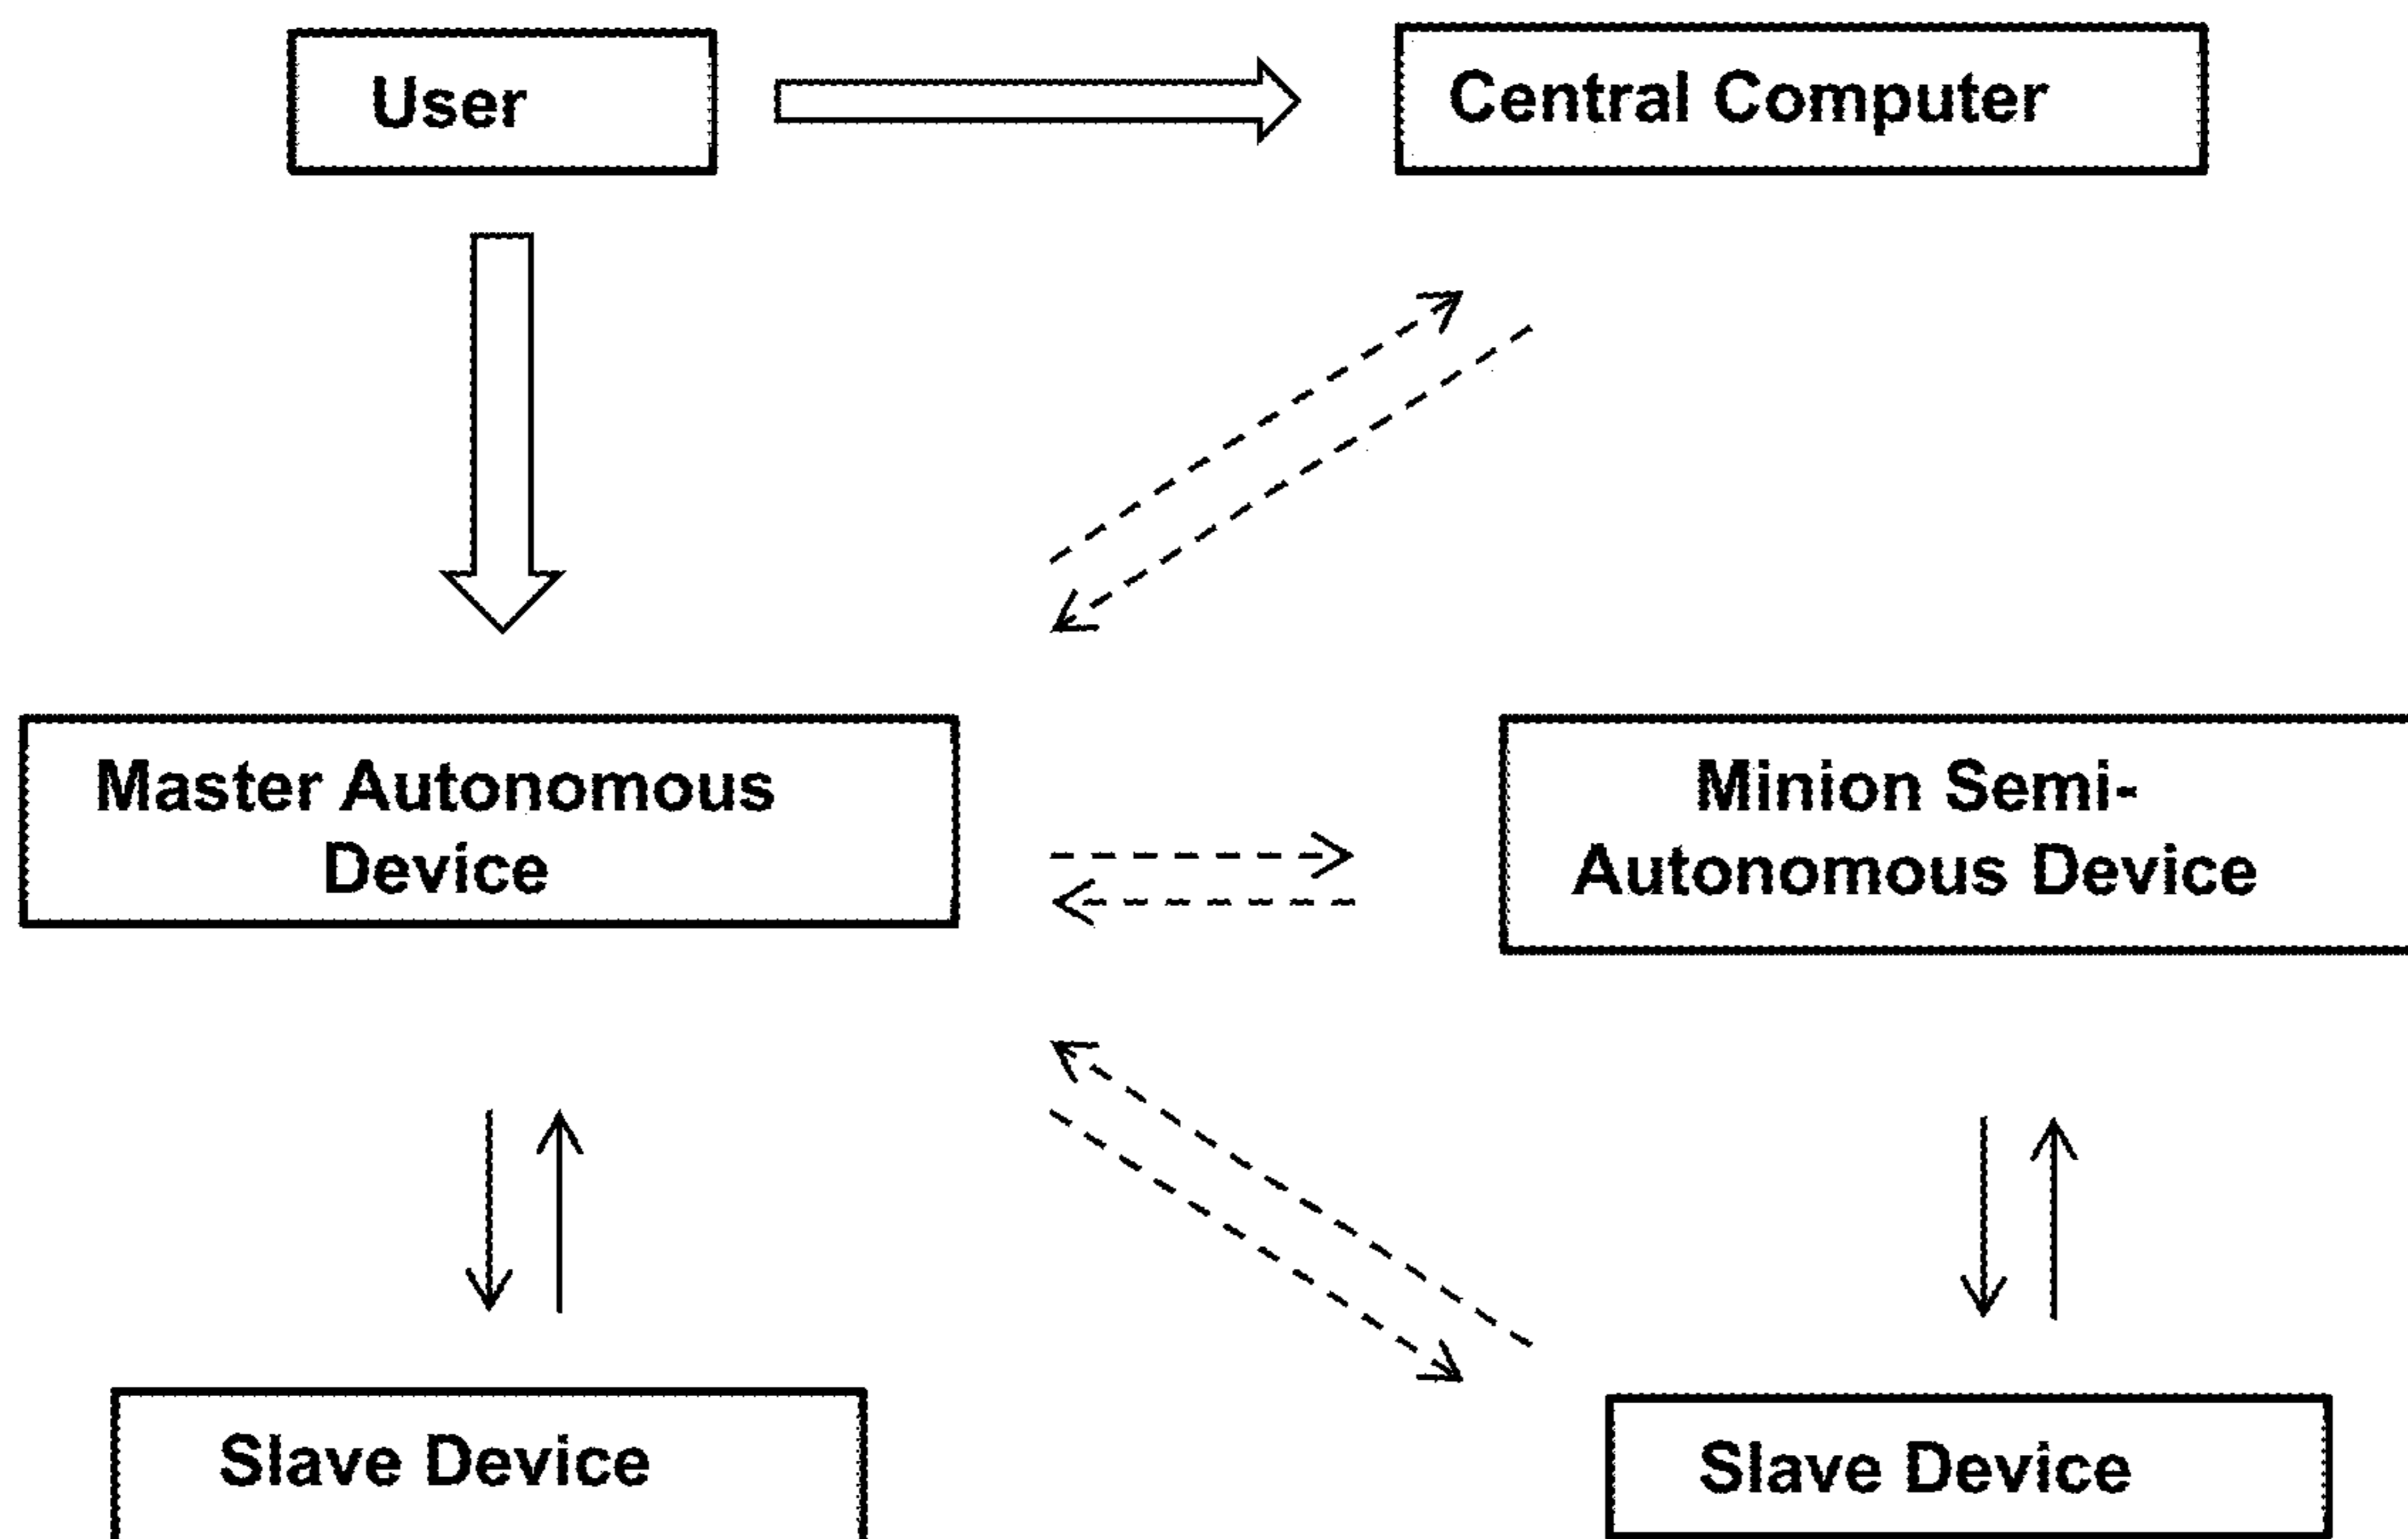 User
Central Computer
Master Autonomous
Device
Minion Semi-
Autonomous Device
Slave Device
Slave Device